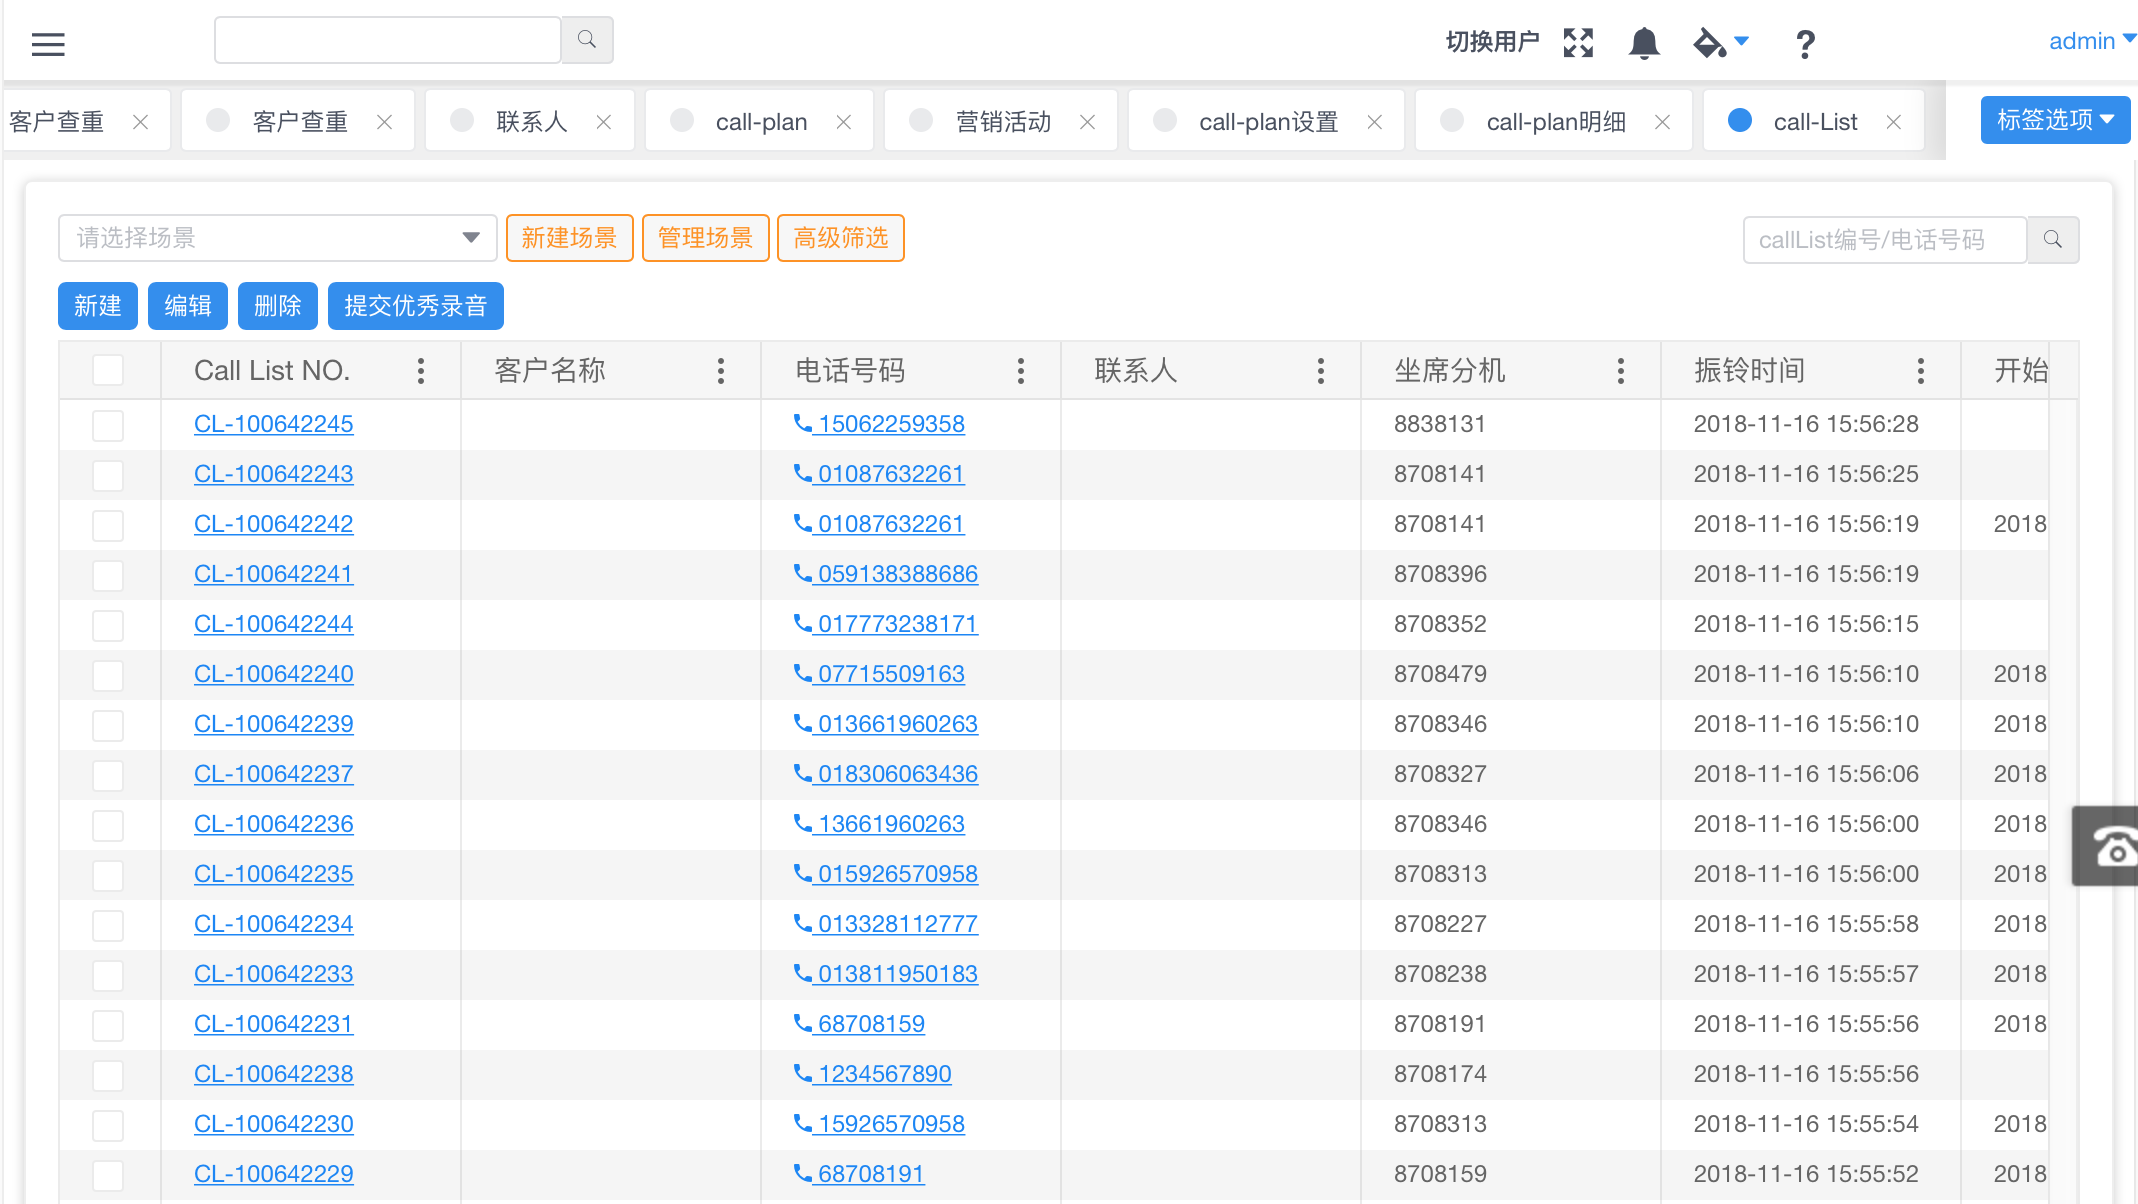 切换用户 ? admin
客户查重 客户查重 联系人 call-plan 营销活动 call-plan设置 call-plan明细 call-List 标签选项
请选择场景 新建场景 管理场景 高级筛选 callList编号/电话号码
新建 编辑 删除 提交优秀录音
Call List NO. 客户名称 电话号码 联系人 坐席分机 振铃时间 开始
CL-100642245 15062259358 8838131 2018-11-16 15:56:28
CL-100642243 01087632261 8708141 2018-11-16 15:56:25
CL-100642242 01087632261 8708141 2018-11-16 15:56:19 2018
CL-100642241 059138388686 8708396 2018-11-16 15:56:19
CL-100642244 017773238171 8708352 2018-11-16 15:56:15
CL-100642240 07715509163 8708479 2018-11-16 15:56:10 2018
CL-100642239 013661960263 8708346 2018-11-16 15:56:10 2018
CL-100642237 018306063436 8708327 2018-11-16 15:56:06 2018
CL-100642236 13661960263 8708346 2018-11-16 15:56:00 2018
CL-100642235 015926570958 8708313 2018-11-16 15:56:00 2018
CL-100642234 013328112777 8708227 2018-11-16 15:55:58 2018
CL-100642233 013811950183 8708238 2018-11-16 15:55:57 2018
CL-100642231 68708159 8708191 2018-11-16 15:55:56 2018
CL-100642238 1234567890 8708174 2018-11-16 15:55:56
CL-100642230 15926570958 8708313 2018-11-16 15:55:54 2018
CL-100642229 68708191 8708159 2018-11-16 15:55:52 2018